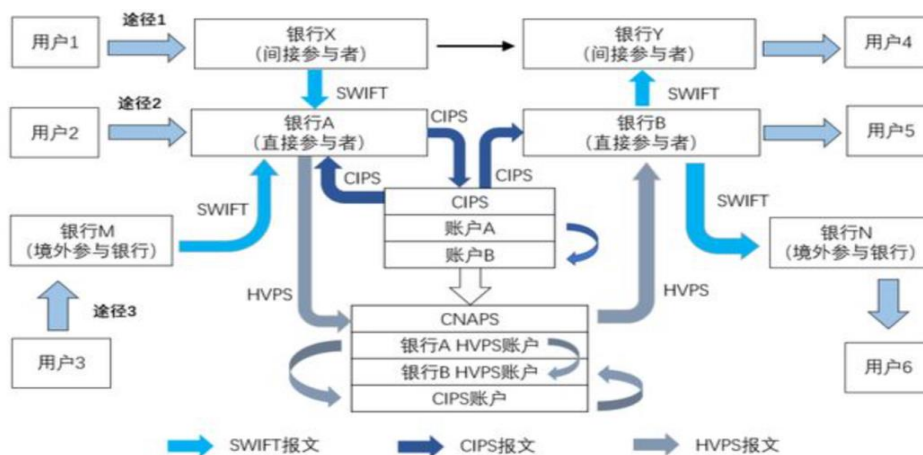 途径1
用户1
银行X
(间接参与者)
银行Y
(间接参与者)
用户4
SWIFT
SWIFT
途径2
CIPS
用户2
银行A
(直接参与者)
银行B
(直接参与者)
用户5
CIPS
CIPS
CIPS
账户A
账户B
SWIFT
SWIFT
银行M
(境外参与银行)
银行N
(境外参与银行)
HVPS
HVPS
途径3
CNAPS
银行A HVPS账户
银行B HVPS账户
CIPS账户
用户3
用户6
SWIFT报文
CIPS报文
HVPS报文